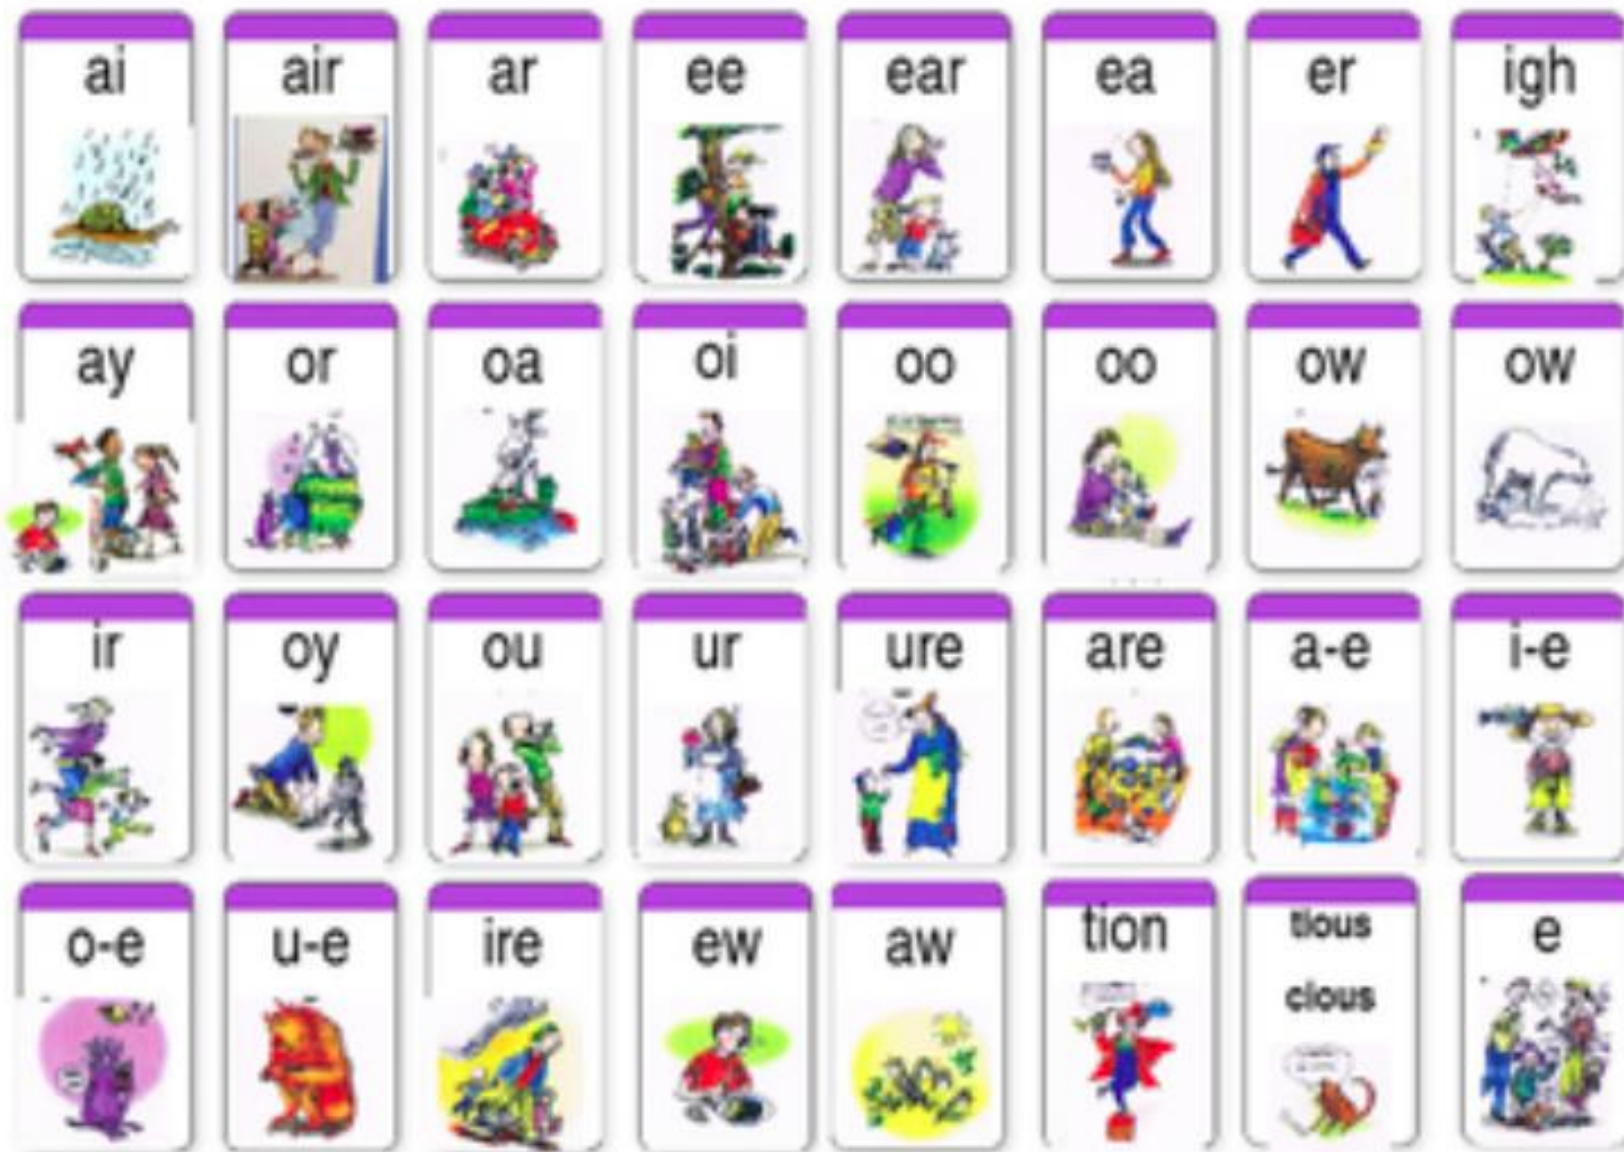 ai air ar ee ear ea er igh
ay or oa oi oo oo ow ow
ir oy ou ur ure are a-e i-e
o-e u-e ire ew aw tion tious e
cious